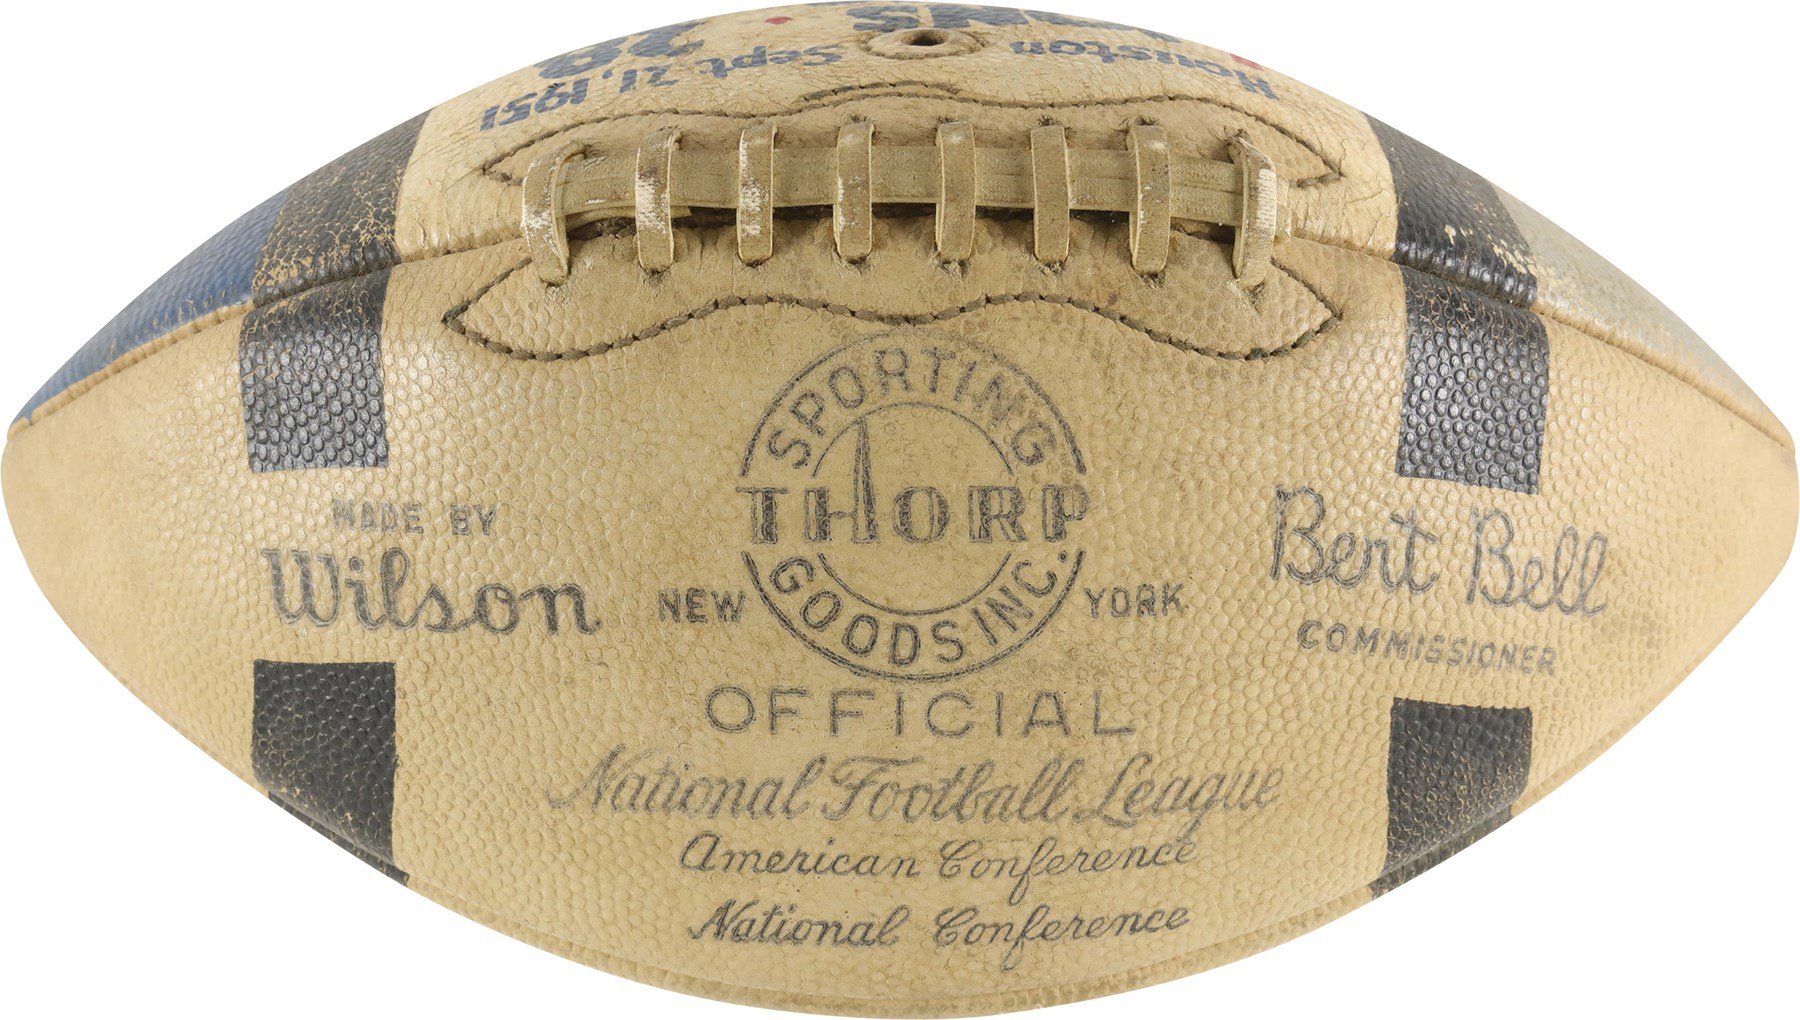 Houston
Sept. 21, 1951
SPORTING
THORP
GOODS INC.
MADE BY
Wilson
NEW YORK
Bert Bell
COMMISSIONER
OFFICIAL
National Football League
American Conference
National Conference